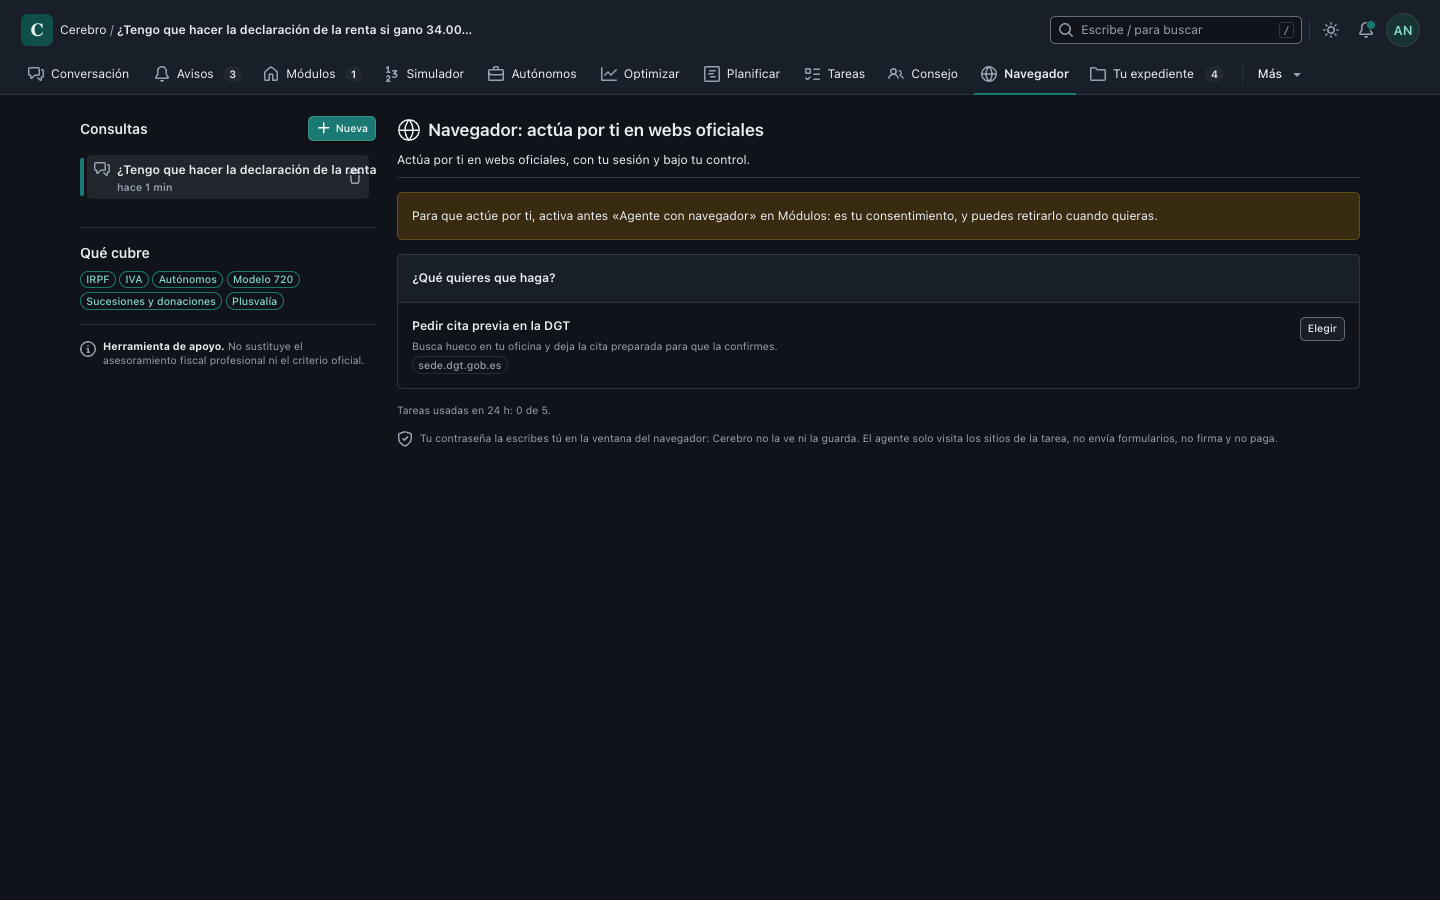 C Cerebro / ¿Tengo que hacer la declaración de la renta si gano 34.00...
Escribe / para buscar /
AN
Conversación Avisos 3 Módulos 1 Simulador Autónomos Optimizar Planificar Tareas Consejo Navegador Tu expediente 4 Más
Consultas
Nueva
¿Tengo que hacer la declaración de la renta
hace 1 min
Qué cubre
IRPF IVA Autónomos Modelo 720
Sucesiones y donaciones Plusvalía
Herramienta de apoyo. No sustituye el
asesoramiento fiscal profesional ni el criterio oficial.
Navegador: actúa por ti en webs oficiales
Actúa por ti en webs oficiales, con tu sesión y bajo tu control.
Para que actúe por ti, activa antes «Agente con navegador» en Módulos: es tu consentimiento, y puedes retirarlo cuando quieras.
¿Qué quieres que haga?
Pedir cita previa en la DGT
Elegir
Busca hueco en tu oficina y deja la cita preparada para que la confirmes.
sede.dgt.gob.es
Tareas usadas en 24 h: 0 de 5.
Tu contraseña la escribes tú en la ventana del navegador: Cerebro no la ve ni la guarda. El agente solo visita los sitios de la tarea, no envía formularios, no firma y no paga.